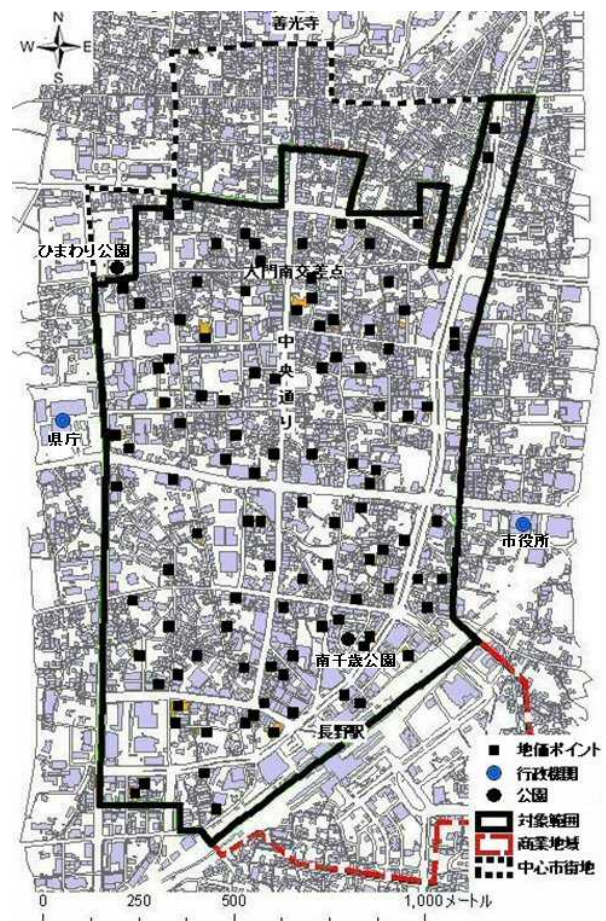 善光寺
N
W E
S
ひまわり公園
大門南交差点
中央通り
県庁
市役所
南千歳公園
長野駅
地価ポイント
行政機関
公園
対象範囲
商業地域
中心市街地
0 250 500 1,000メートル